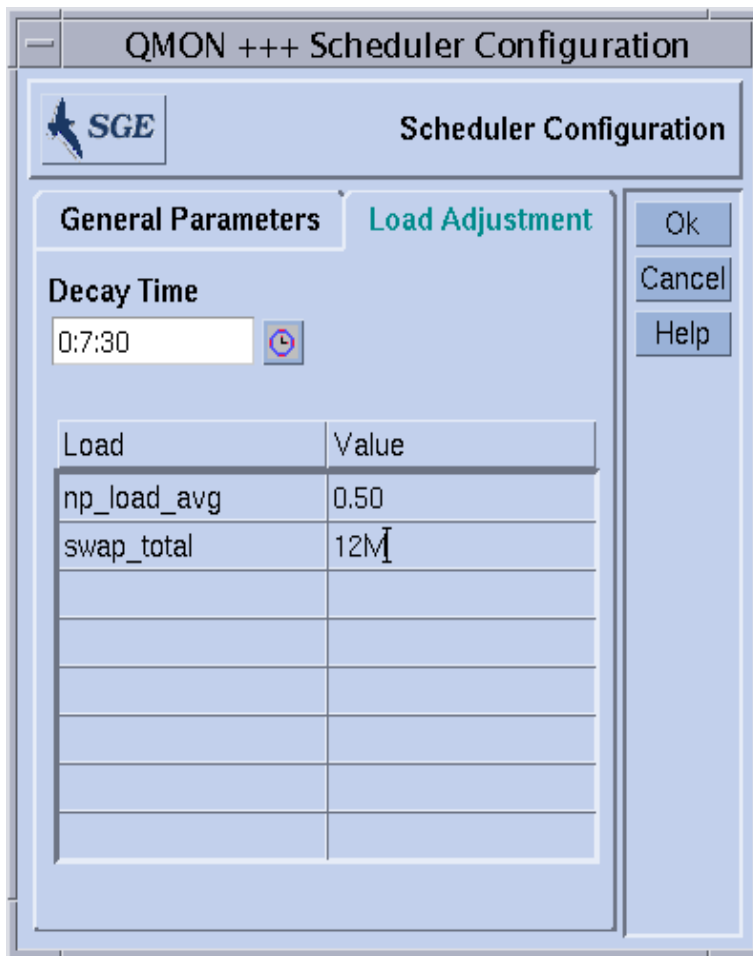 QMON +++ Scheduler Configuration
SGE
Scheduler Configuration
General Parameters
Load Adjustment
Ok
Cancel
Help
Decay Time
0:7:30
Load Value
np_load_avg 0.50
swap_total 12M